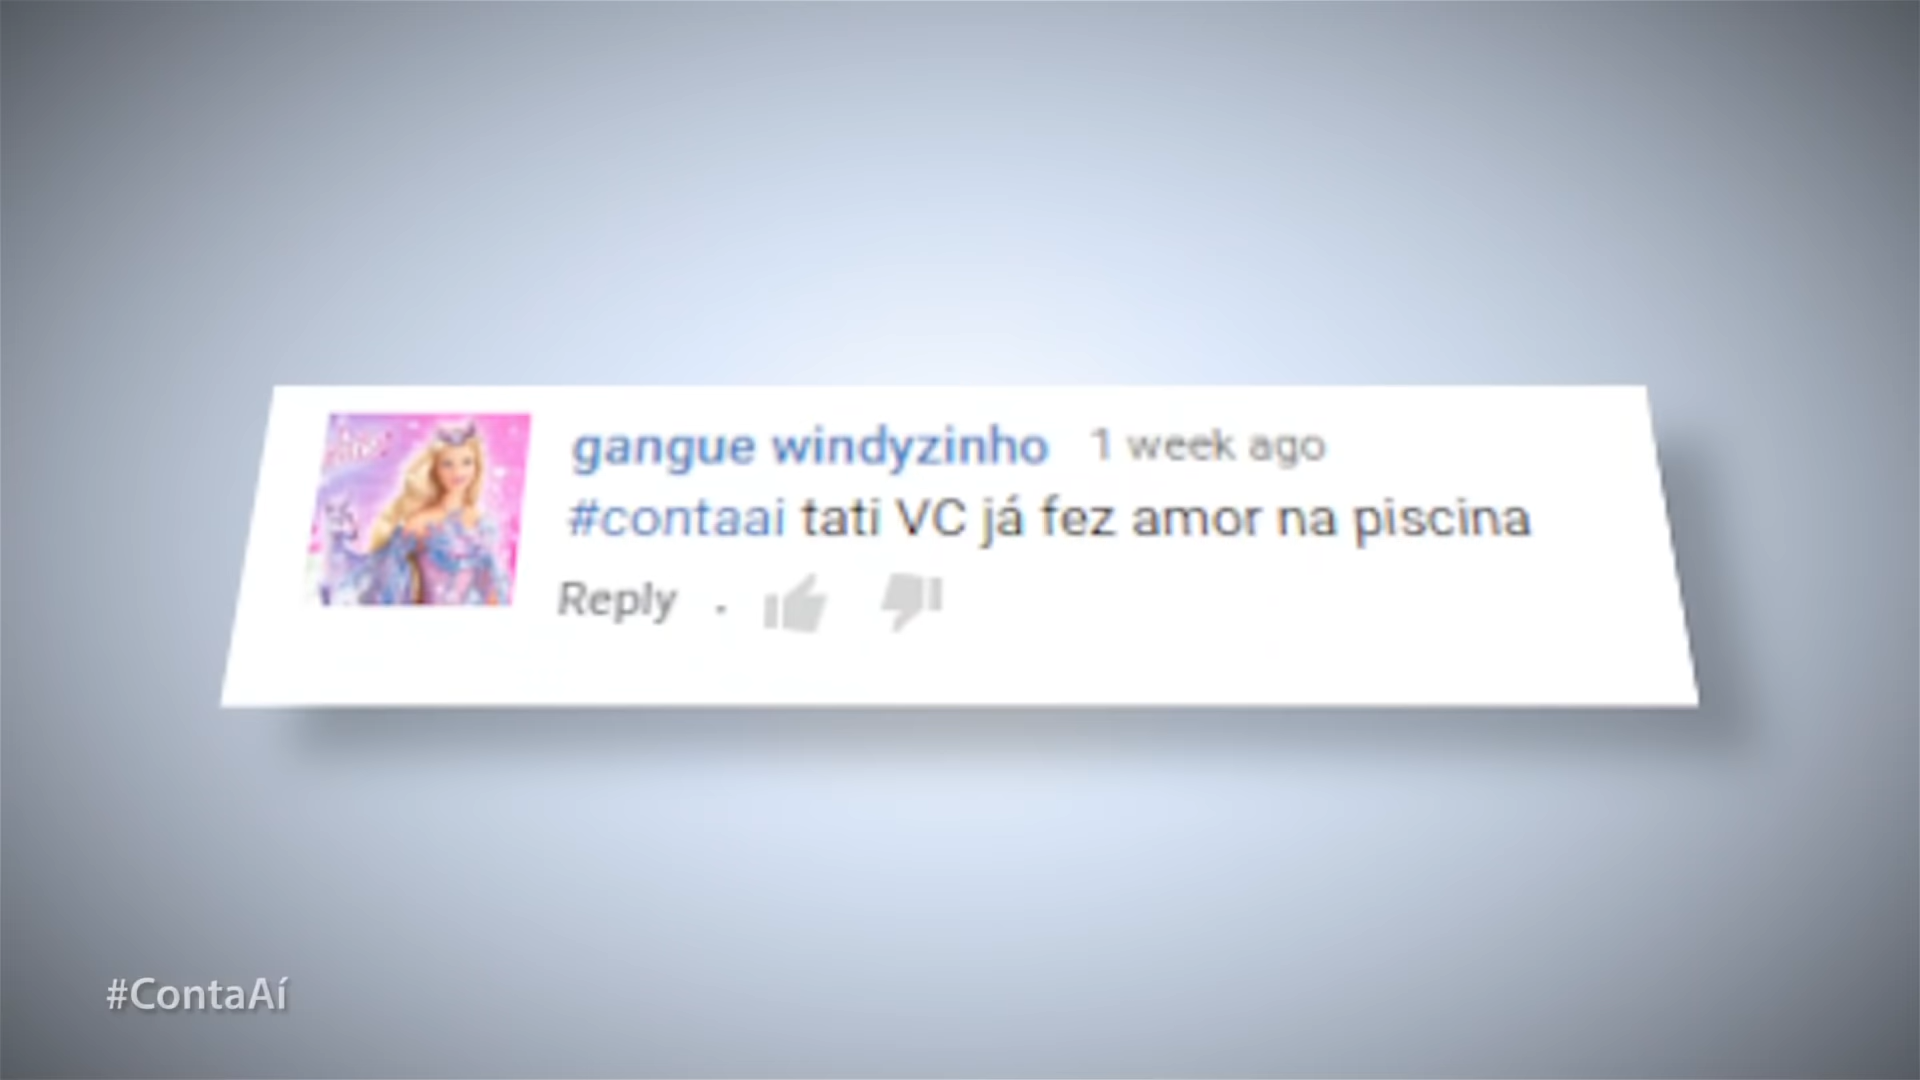 gangue windyzinho 1 week ago
#contaai tati VC já fez amor na piscina
Reply .
#ContaAí